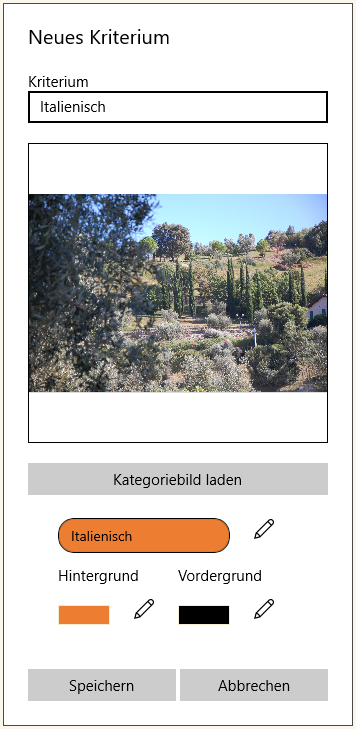 Neues Kriterium
Kriterium
Italienisch
Kategoriebild laden
Italienisch
Hintergrund Vordergrund
Speichern Abbrechen